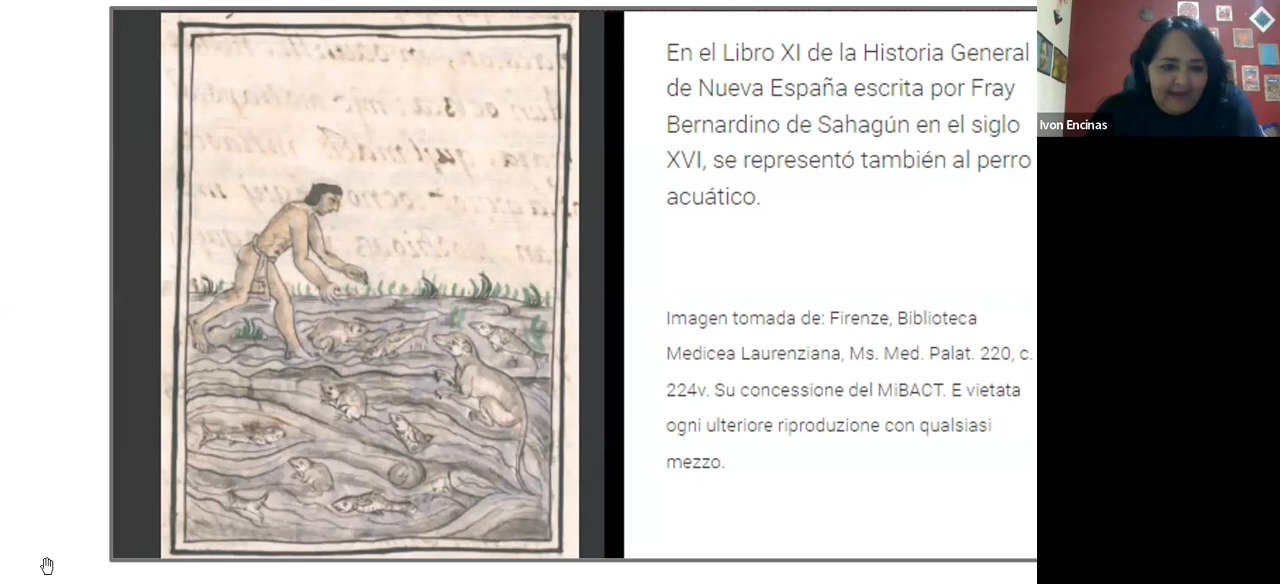 En el Libro XI de la Historia General
de Nueva España escrita por Fray
Bernardino de Sahagún en el siglo
XVI, se representó también al perro
acuático.
Imagen tomada de: Firenze, Biblioteca
Medicea Laurenziana, Ms. Med. Palat. 220, c.
224v. Su concessione del MiBACT. E vietata
ogni ulteriore riproduzione con qualsiasi
mezzo.
Ivon Encinas